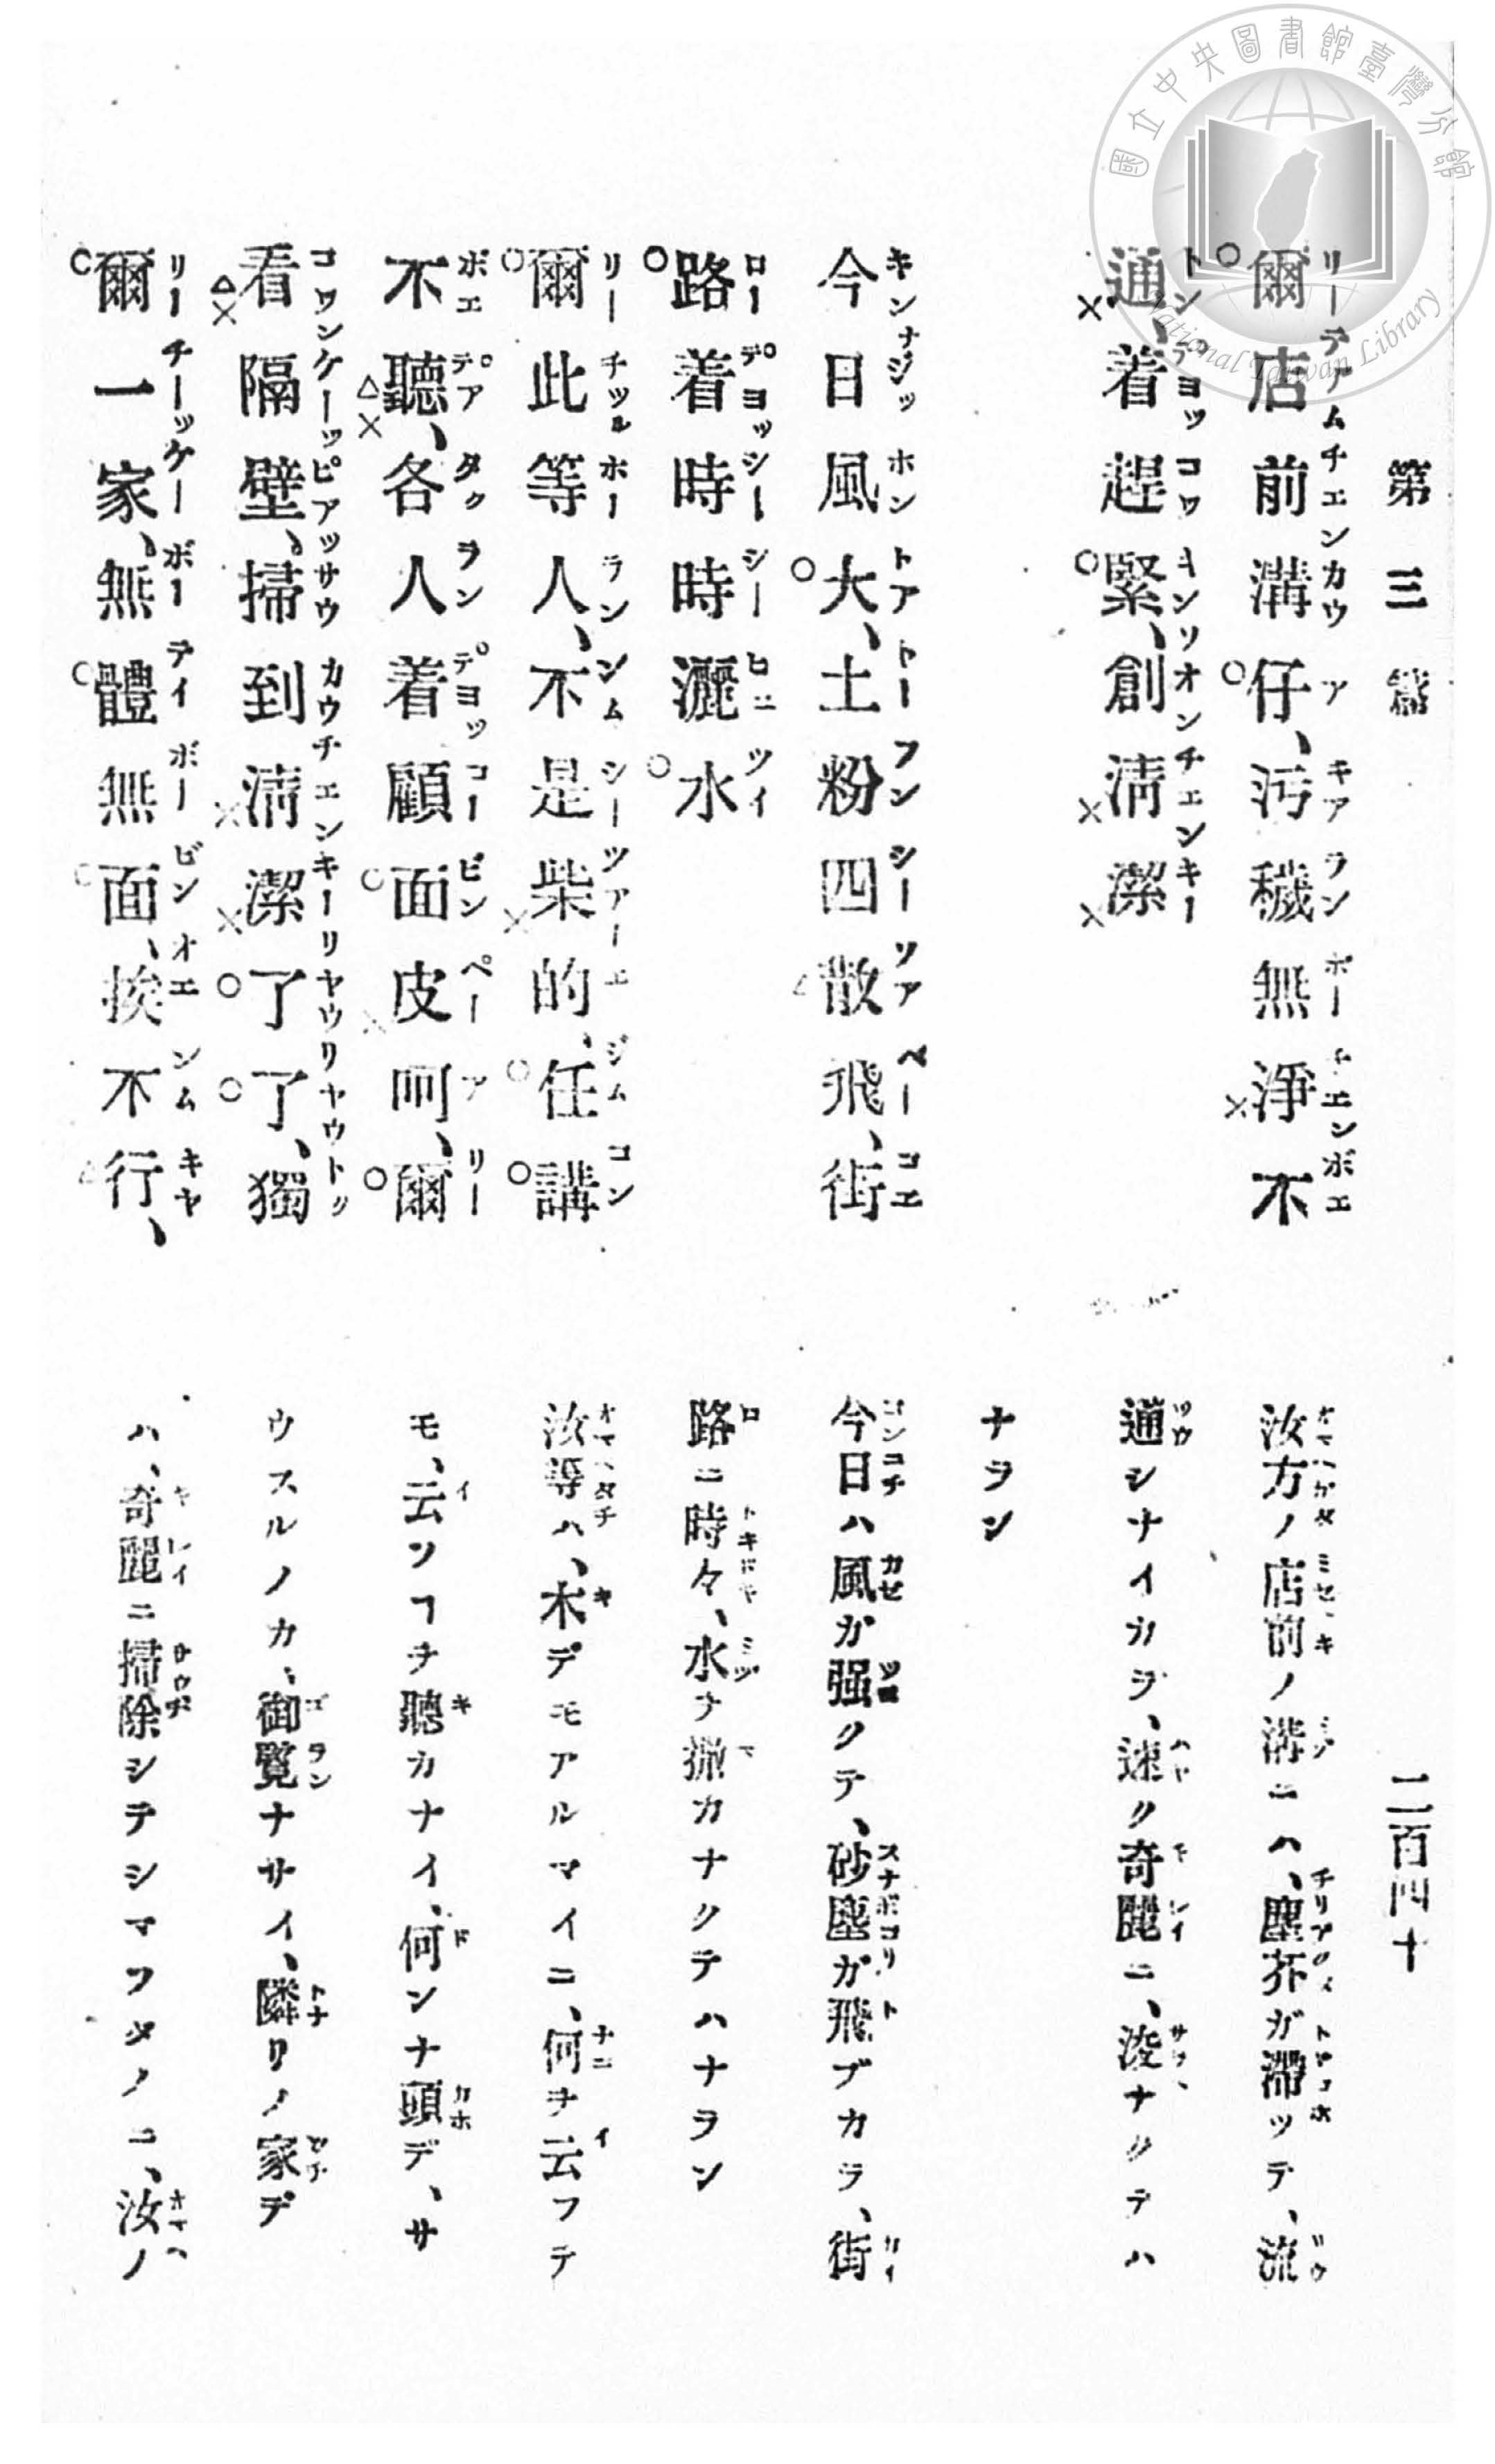 國立中央圖書館臺灣分館
National Taiwan Library
第三篇
爾店前溝仔、污穢無淨不
通、着趕緊、創淸潔
今日風大、土粉四散飛、街
路着時時灑水
爾此等人、不是柴的、任講
不聽、各人着顧面皮呵、爾
看隔壁、掃到淸潔了了、獨
爾一家、無體無面、挨不行、
二百四十
汝方ノ店前ノ溝ニハ、塵芥ガ滯ッテ、流
通シナイカラ、速ク奇麗ニ、浚ナクテハ
ナラン
今日ハ風ガ强クテ、砂塵ガ飛ブカラ、街
路ニ時々、水ヲ撒カナクテハナラン
汝等ハ、木デモアルマイニ、何ヲ云フテ
モ、云ソコヲ聽カナイ、何ンナ頭デ、サ
ウスルノカ、御覽ナサイ、隣リノ家デ
ハ、奇麗ニ掃除シテシマフタノニ、汝ノ